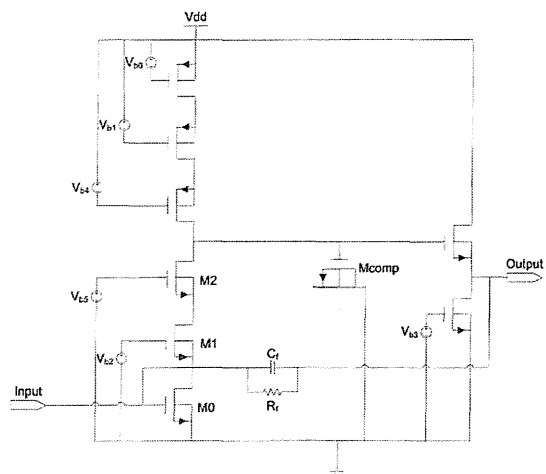 Vdd
Vb0
Vb1
Vb4
Mcomp
Output
M2
Vb5
Vb3
M1
Vb2
Cf
Input
M0
Rf